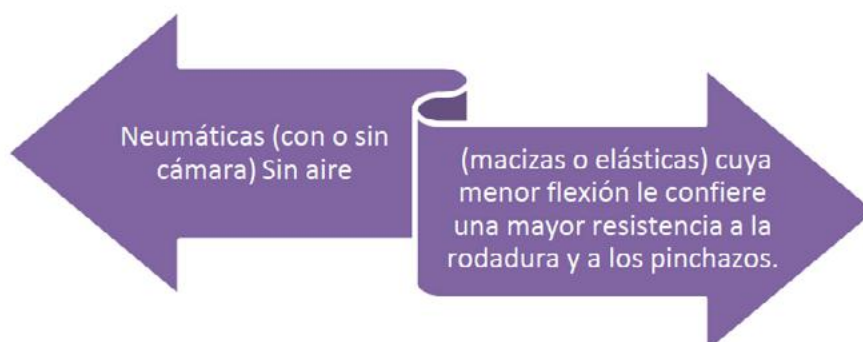 Neumáticas (con o sin
cámara) Sin aire
(macizas o elásticas) cuya
menor flexión le confiere
una mayor resistencia a la
rodadura y a los pinchazos.